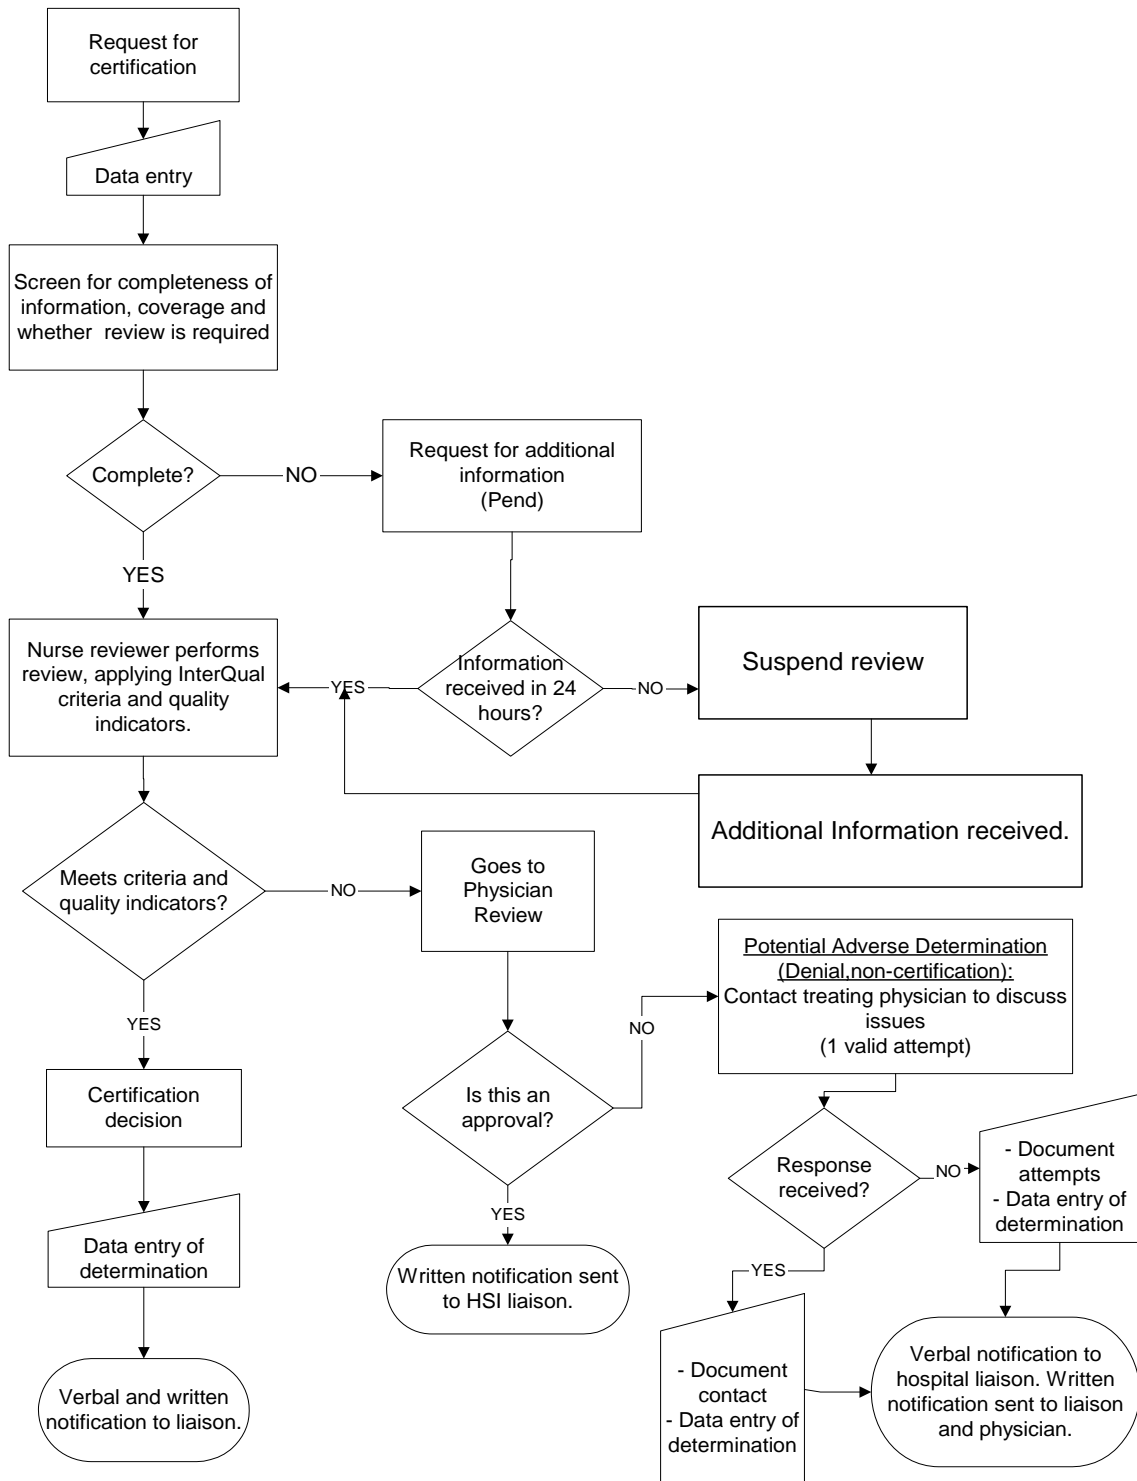 Request for
certification
Data entry
Screen for completeness of
information, coverage and
whether review is required
Complete?
NO
Request for additional
information
(Pend)
YES
Nurse reviewer performs
review, applying InterQual
criteria and quality
indicators.
YES
Information
received in 24
hours?
NO
Suspend review
Additional Information received.
Meets criteria and
quality indicators?
NO
Goes to
Physician
Review
Potential Adverse Determination
(Denial,non-certification):
Contact treating physician to discuss
issues
(1 valid attempt)
YES
NO
Certification
decision
Is this an
approval?
Response
received?
NO
- Document
attempts
- Data entry of
determination
YES
Data entry of
determination
Written notification sent
to HSI liaison.
YES
- Document
contact
- Data entry of
determination
Verbal notification to
hospital liaison. Written
notification sent to liaison
and physician.
Verbal and written
notification to liaison.